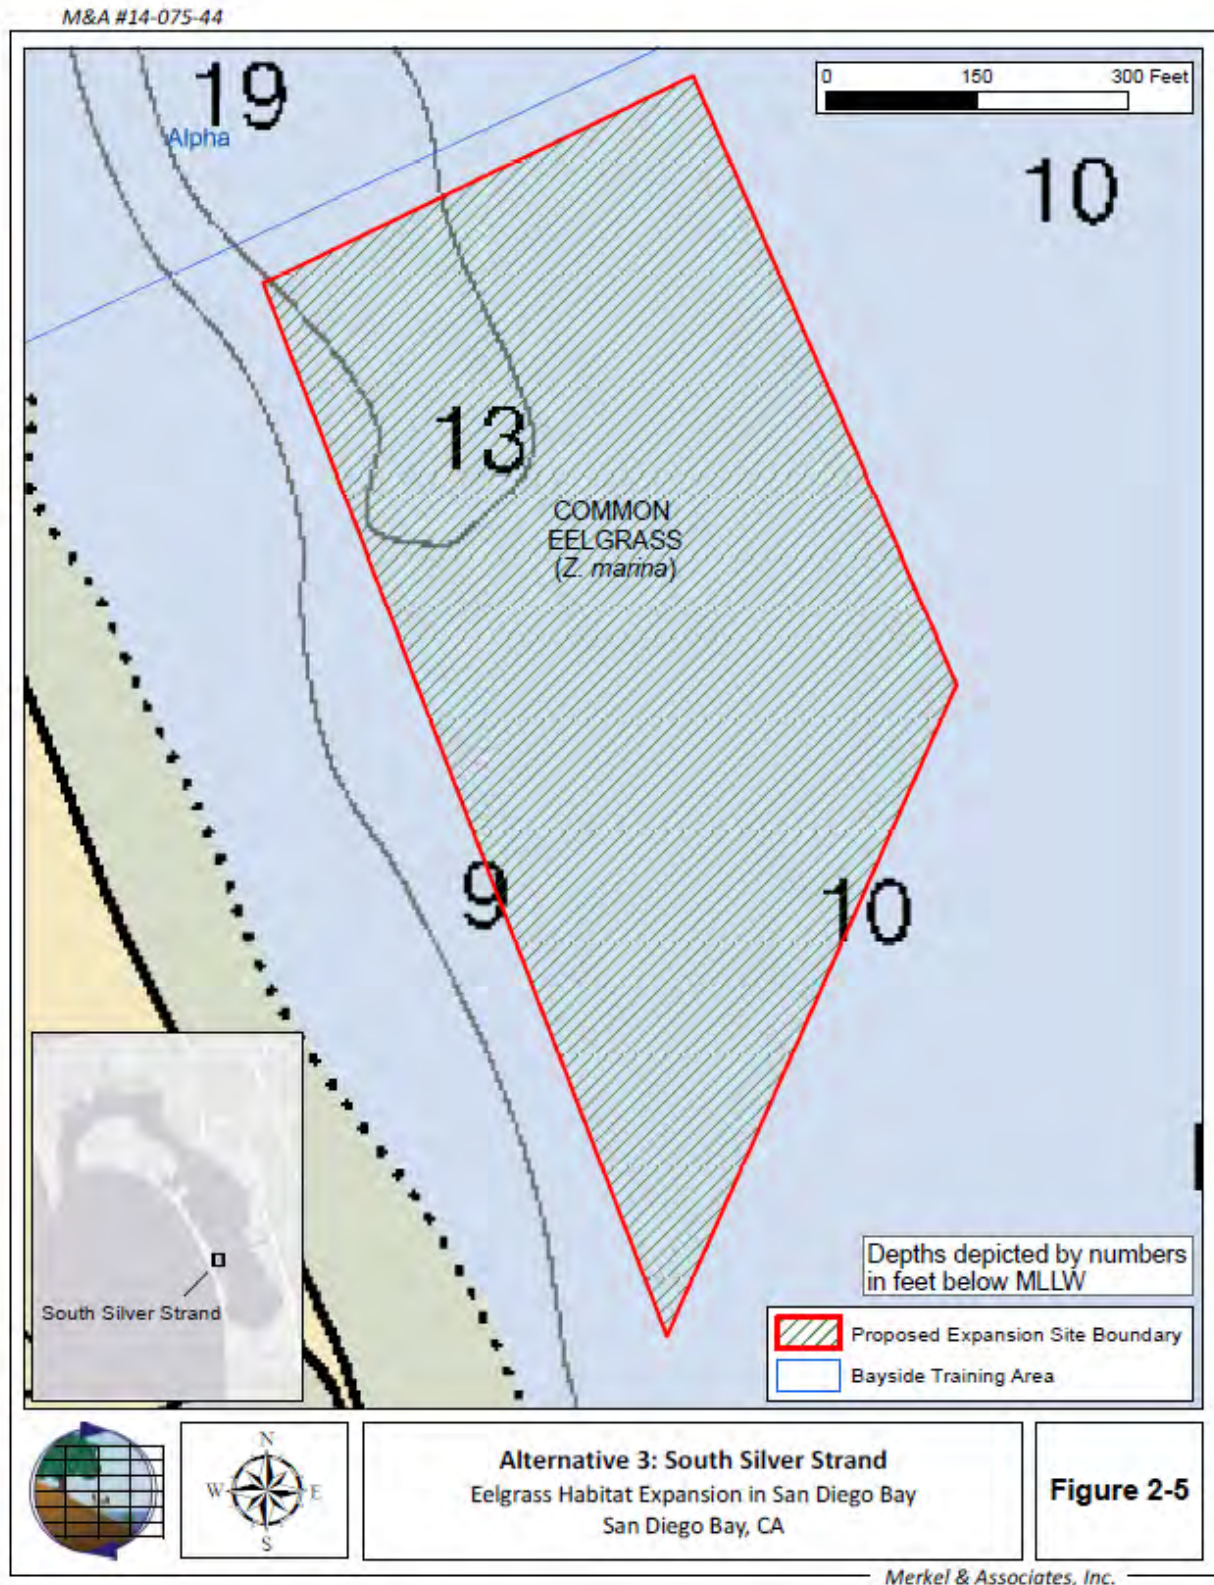 M&A #14-075-44
0 150 300 Feet
19
Alpha
10
13
COMMON
EELGRASS
(Z. marina)
9
10
South Silver Strand
Depths depicted by numbers
in feet below MLLW
Proposed Expansion Site Boundary
Bayside Training Area
N
W E
S
Alternative 3: South Silver Strand
Eelgrass Habitat Expansion in San Diego Bay
San Diego Bay, CA
Figure 2-5
Merkel & Associates, Inc.